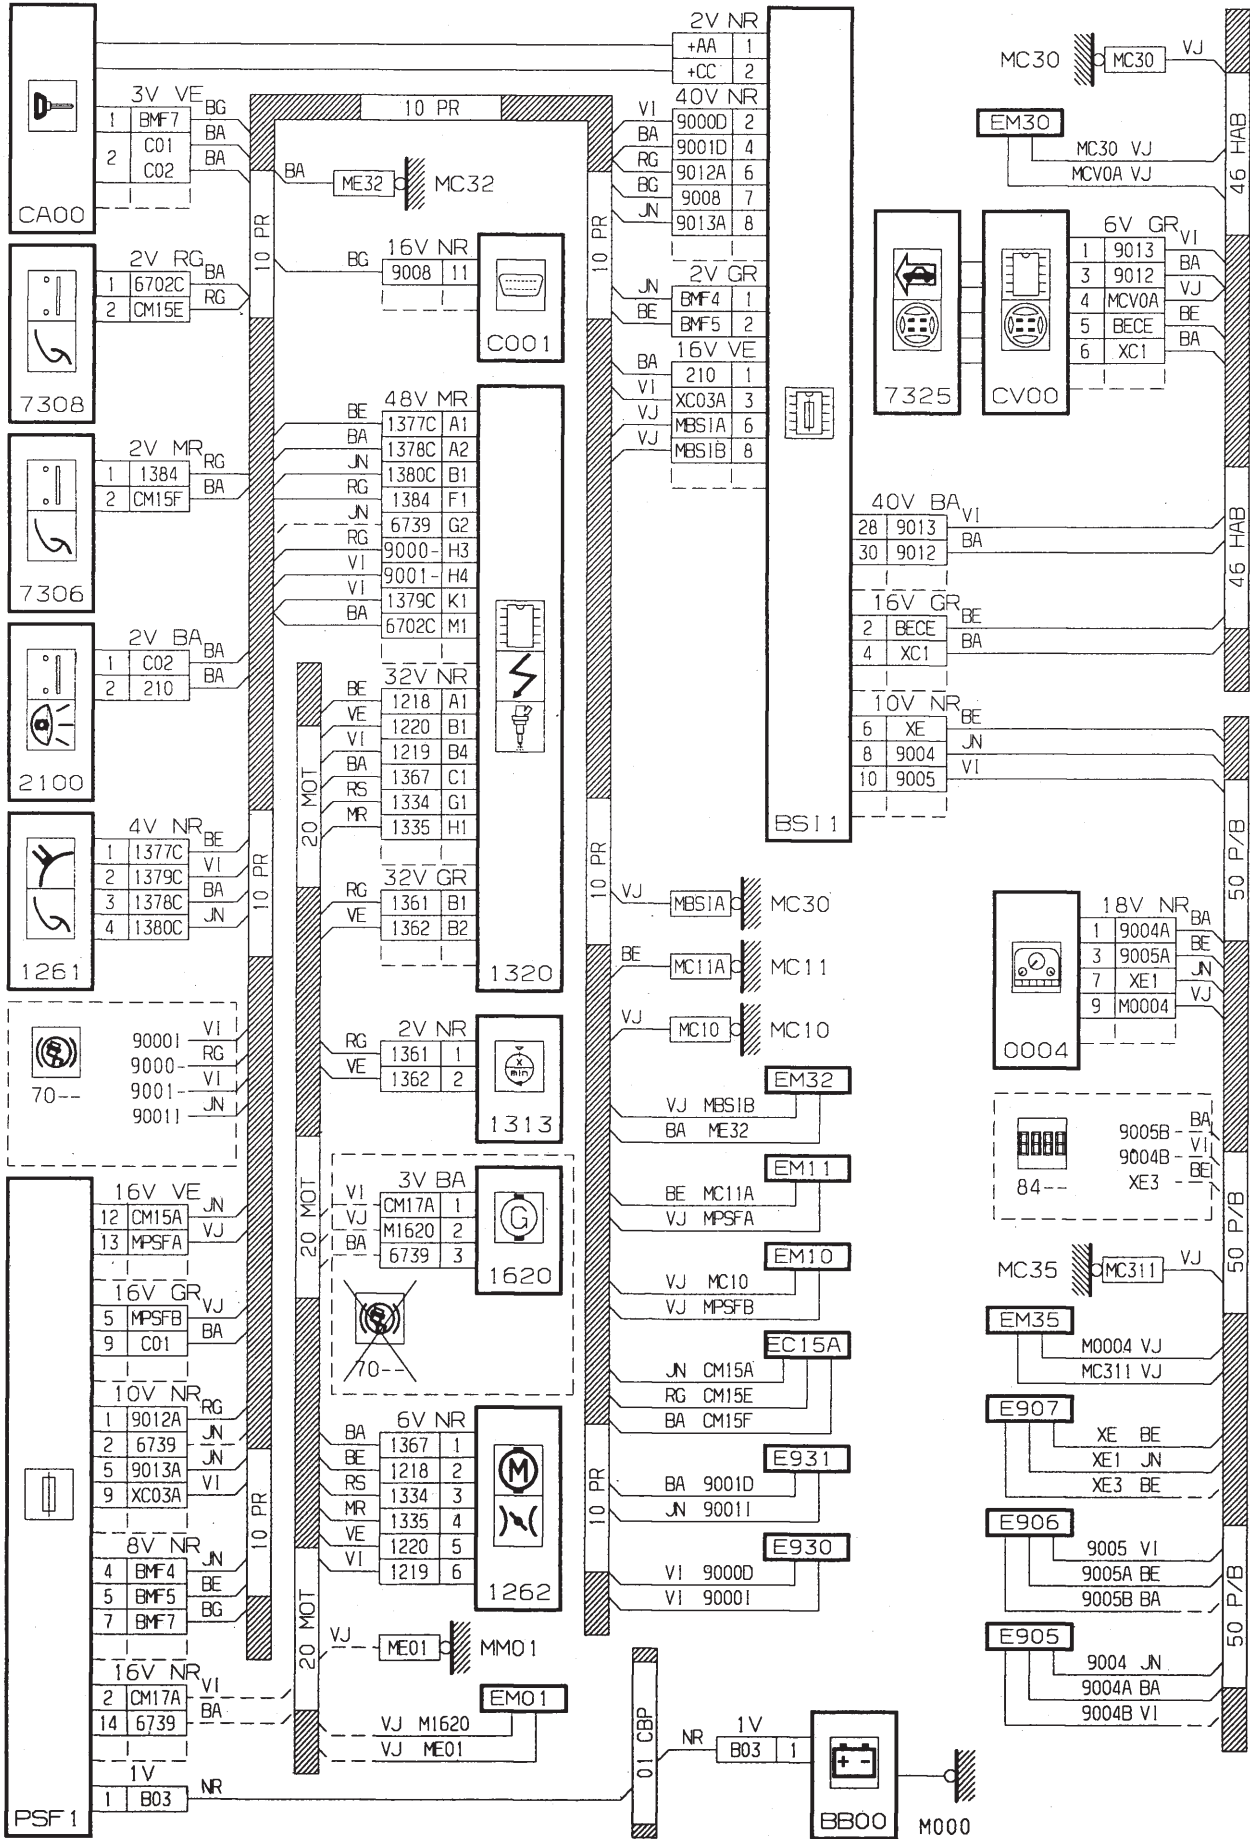 CA00
3V VE
1 BMF7 BG
2 C01 BA
C02 BA
7308
2V RG
1 6702C BA
2 CM15E RG
7306
2V MR
1 1384 RG
2 CM15F BA
2100
2V BA
1 C02 BA
2 210 BA
1261
4V NR
1 1377C BE
2 1379C VI
3 1378C BA
4 1380C JN
70--
9000I VI
9000- RG
9001- VI
9001I JN
PSF1
16V VE
12 CM15A JN
13 MPSFA VJ
16V GR
5 MPSFB VJ
9 C01 BA
10V NR
1 9012A RG
2 6739 JN
5 9013A JN
9 XC03A VI
8V NR
4 BMF4 JN
5 BMF5 BE
7 BMF7 BG
16V NR
2 CM17A VI
14 6739 BA
1V
1 B03 NR
10 PR
10 PR
10 PR
10 PR
BA ME32 MC32
16V NR
BG 9008 11
C001
48V MR
BE 1377C A1
BA 1378C A2
JN 1380C B1
RG 1384 F1
JN 6739 G2
RG 9000- H3
VI 9001- H4
VI 1379C K1
BA 6702C M1
32V NR
BE 1218 A1
VE 1220 B1
VI 1219 B4
BA 1367 C1
RS 1334 G1
MR 1335 H1
32V GR
RG 1361 B1
VE 1362 B2
1320
20 MOT
20 MOT
20 MOT
2V NR
RG 1361 1
VE 1362 2
x
min
1313
3V BA
VI CM17A 1
VJ M1620 2
BA 6739 3
G
1620
70--
6V NR
BA 1367 1
BE 1218 2
RS 1334 3
MR 1335 4
VE 1220 5
VI 1219 6
M
1262
VJ ME01 MM01
EM01
VJ M1620
VJ ME01
10 PR
10 PR
10 PR
2V NR
+AA 1
+CC 2
40V NR
VI 9000D 2
BA 9001D 4
RG 9012A 6
BG 9008 7
JN 9013A 8
2V GR
JN BMF4 1
BE BMF5 2
16V VE
BA 210 1
VI XC03A 3
VJ MBSIA 6
VJ MBSIB 8
BSI1
40V BA
28 9013 VI
30 9012 BA
16V GR
2 BECE BE
4 XC1 BA
10V NR
6 XE BE
8 9004 JN
10 9005 VI
VJ MBSIA MC30
BE MC11A MC11
VJ MC10 MC10
EM32
VJ MBSIB
BA ME32
EM11
BE MC11A
VJ MPSFA
EM10
VJ MC10
VJ MPSFB
EC15A
JN CM15A
RG CM15E
BA CM15F
E931
BA 9001D
JN 9001I
E930
VI 9000D
VI 9000I
01 CBP
1V
NR B03 1
+ -
BB00
M000
MC30 MC30 VJ
EM30
MC30 VJ
MCV0A VJ
46 HAB
46 HAB
7325
CV00
6V GR
1 9013 VI
3 9012 BA
4 MCV0A VJ
5 BECE BE
6 XC1 BA
50 P/B
50 P/B
50 P/B
0004
18V NR
1 9004A BA
3 9005A BE
7 XE1 JN
9 M0004 VJ
8888
84--
9005B BA
9004B VI
XE3 BE
MC35 MC311 VJ
EM35
M0004 VJ
MC311 VJ
E907
XE BE
XE1 JN
XE3 BE
E906
9005 VI
9005A BE
9005B BA
E905
9004 JN
9004A BA
9004B VI